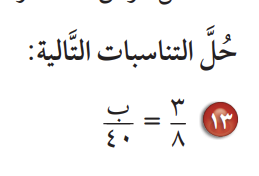 حُلَّ التناسبات التَّالية:
١٣ ٣/٨ = ب/٤٠